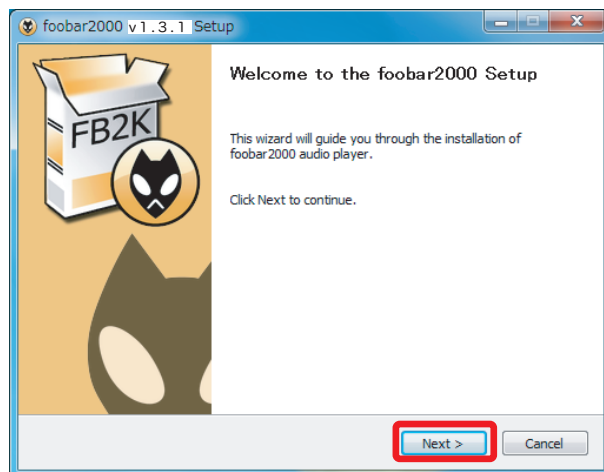 foobar2000 v1.3.1 Setup
FB2K
Welcome to the foobar2000 Setup
This wizard will guide you through the installation of
foobar2000 audio player.
Click Next to continue.
Next >
Cancel